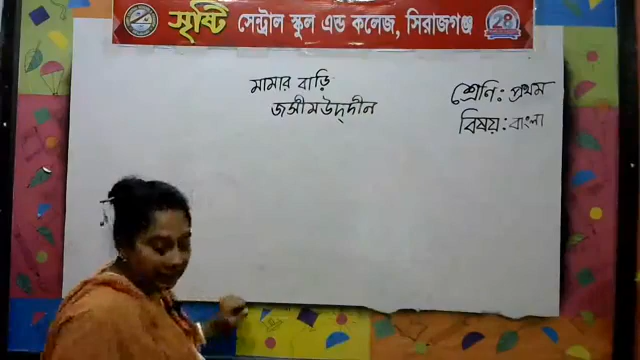 সৃষ্টি সেন্ট্রাল স্কুল এন্ড কলেজ, সিরাজগঞ্জ
28
মামার বাড়ি
জসীমউদ্‌দীন
শ্রেণি: প্রথম
বিষয়: বাংলা